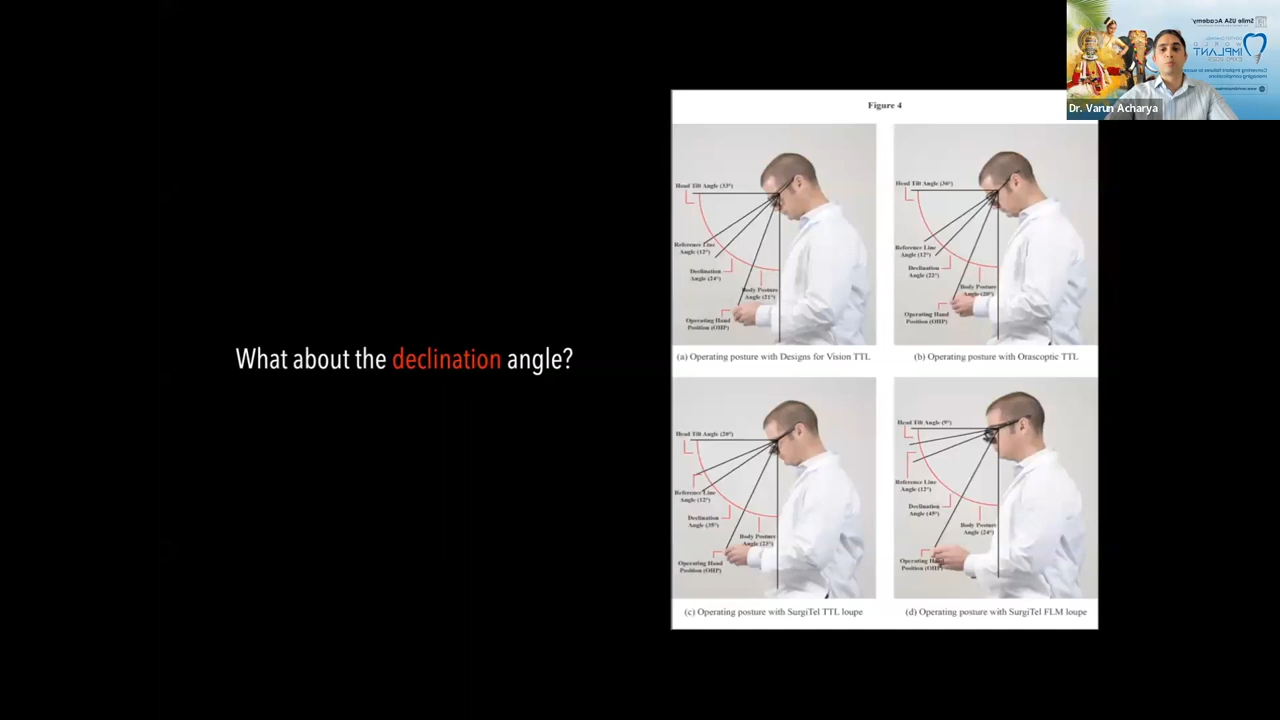 What about the declination angle?
Figure 4
Head Tilt Angle (33°)
Reference Line
Angle (12°)
Declination
Angle (24°)
Body Posture
Angle (21°)
Operating Hand
Position (OHP)
(a) Operating posture with Designs for Vision TTL
Head Tilt Angle (36°)
Reference Line
Angle (12°)
Declination
Angle (22°)
Body Posture
Angle (20°)
Operating Hand
Position (OHP)
(b) Operating posture with Orascoptic TTL
Head Tilt Angle (20°)
Reference Line
Angle (12°)
Declination
Angle (35°)
Body Posture
Angle (23°)
Operating Hand
Position (OHP)
(c) Operating posture with SurgiTel TTL loupe
Head Tilt Angle (9°)
Reference Line
Angle (12°)
Declination
Angle (45°)
Body Posture
Angle (24°)
Operating Hand
Position (OHP)
(d) Operating posture with SurgiTel FLM loupe
Smile USA Academy
WORLD
IMPLANT
Dr. Varun Acharya